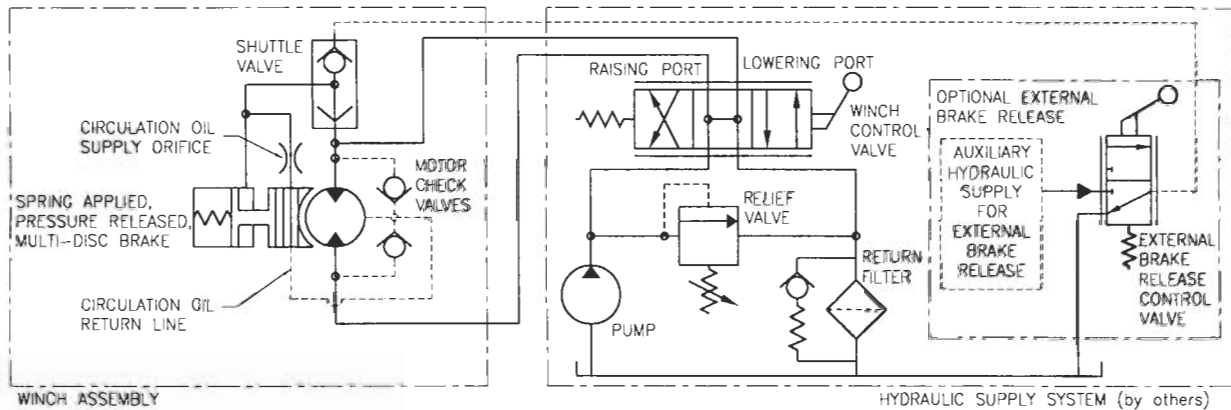 SHUTTLE
VALVE
CIRCULATION OIL
SUPPLY ORIFICE
SPRING APPLIED,
PRESSURE RELEASED,
MULTI-DISC BRAKE
CIRCULATION OIL
RETURN LINE
MOTOR
CHECK
VALVES
WINCH ASSEMBLY
RAISING PORT
LOWERING PORT
WINCH
CONTROL
VALVE
RELIEF
VALVE
RETURN
FILTER
PUMP
OPTIONAL EXTERNAL
BRAKE RELEASE
AUXILIARY
HYDRAULIC
SUPPLY
FOR
EXTERNAL
BRAKE
RELEASE
EXTERNAL
BRAKE
RELEASE
CONTROL
VALVE
HYDRAULIC SUPPLY SYSTEM (by others)